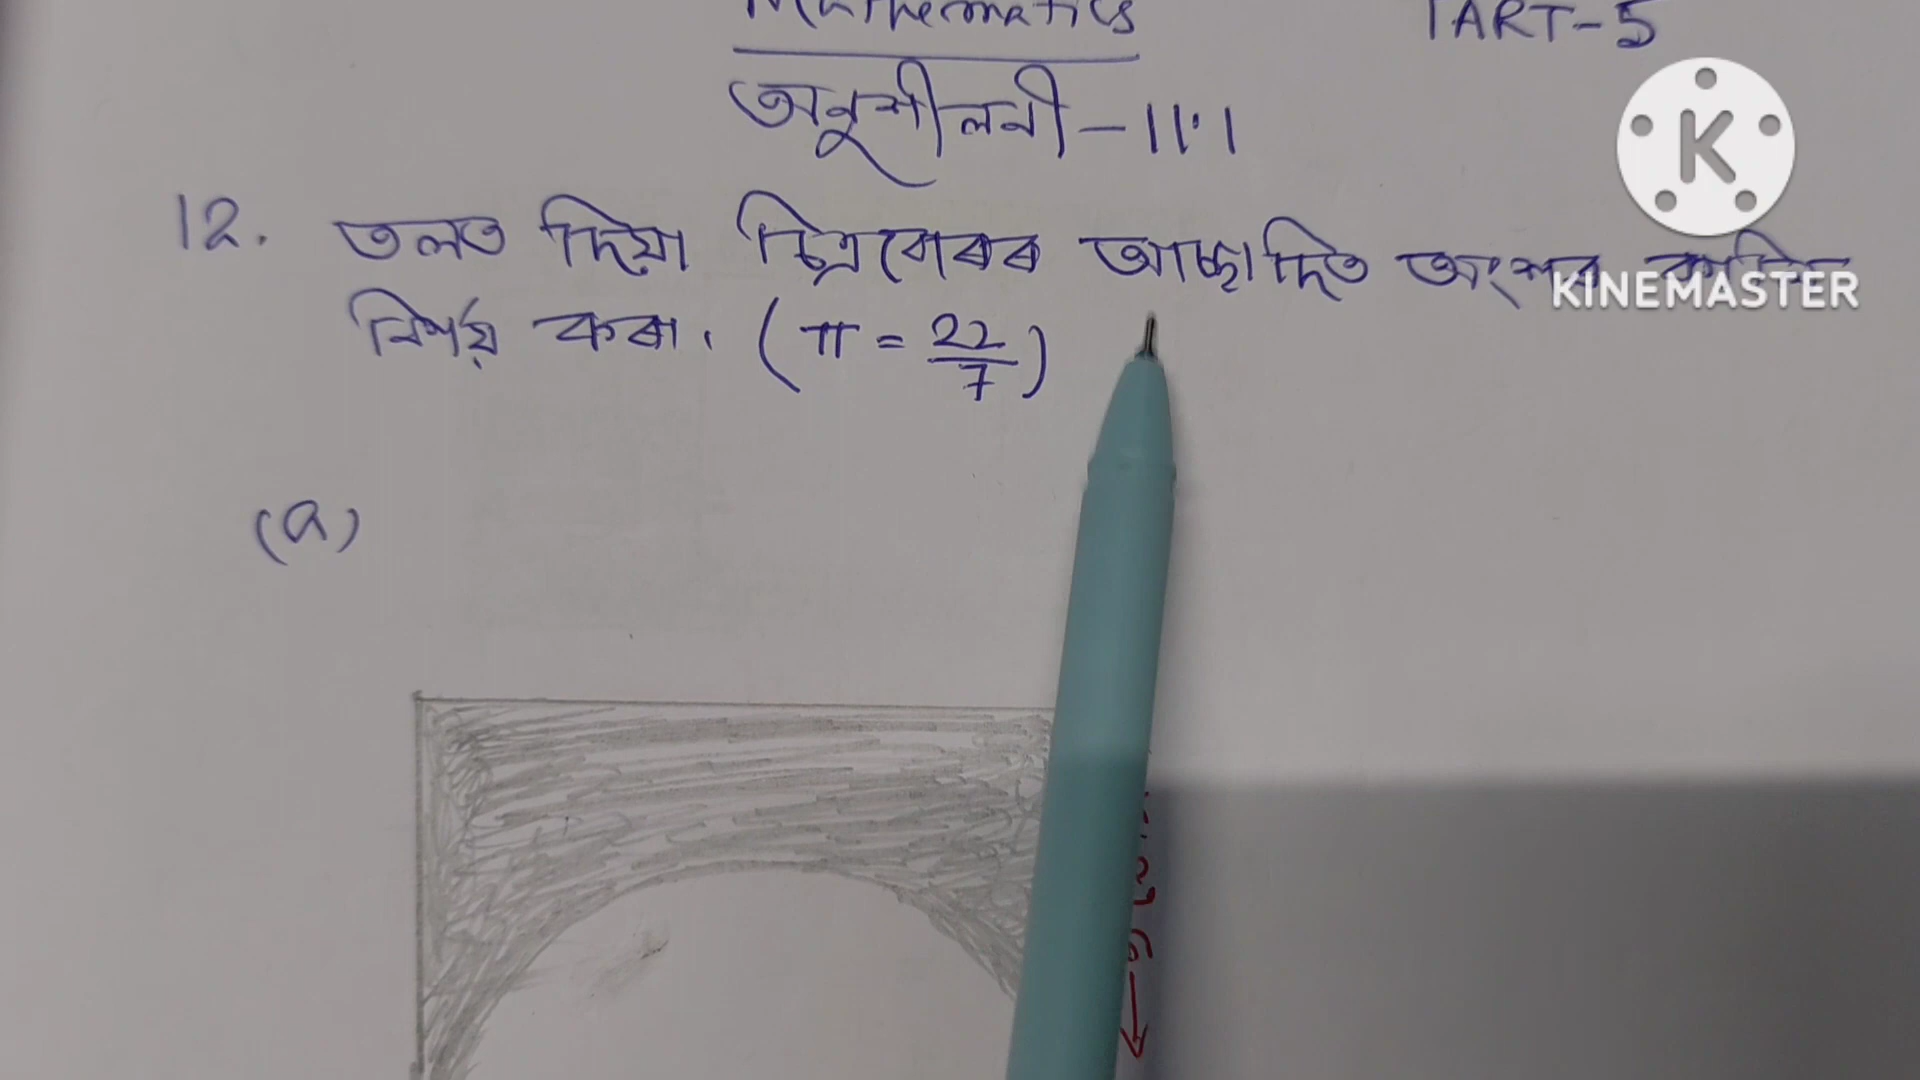 Mathematics
PART-5
অনুশীলনী - 11.1
12. তলত দিয়া চিত্ৰবোৰৰ আচ্ছাদিত অংশৰ কালি
নিৰ্ণয় কৰা। (π = 22/7)
(a)
K
KINEMASTER